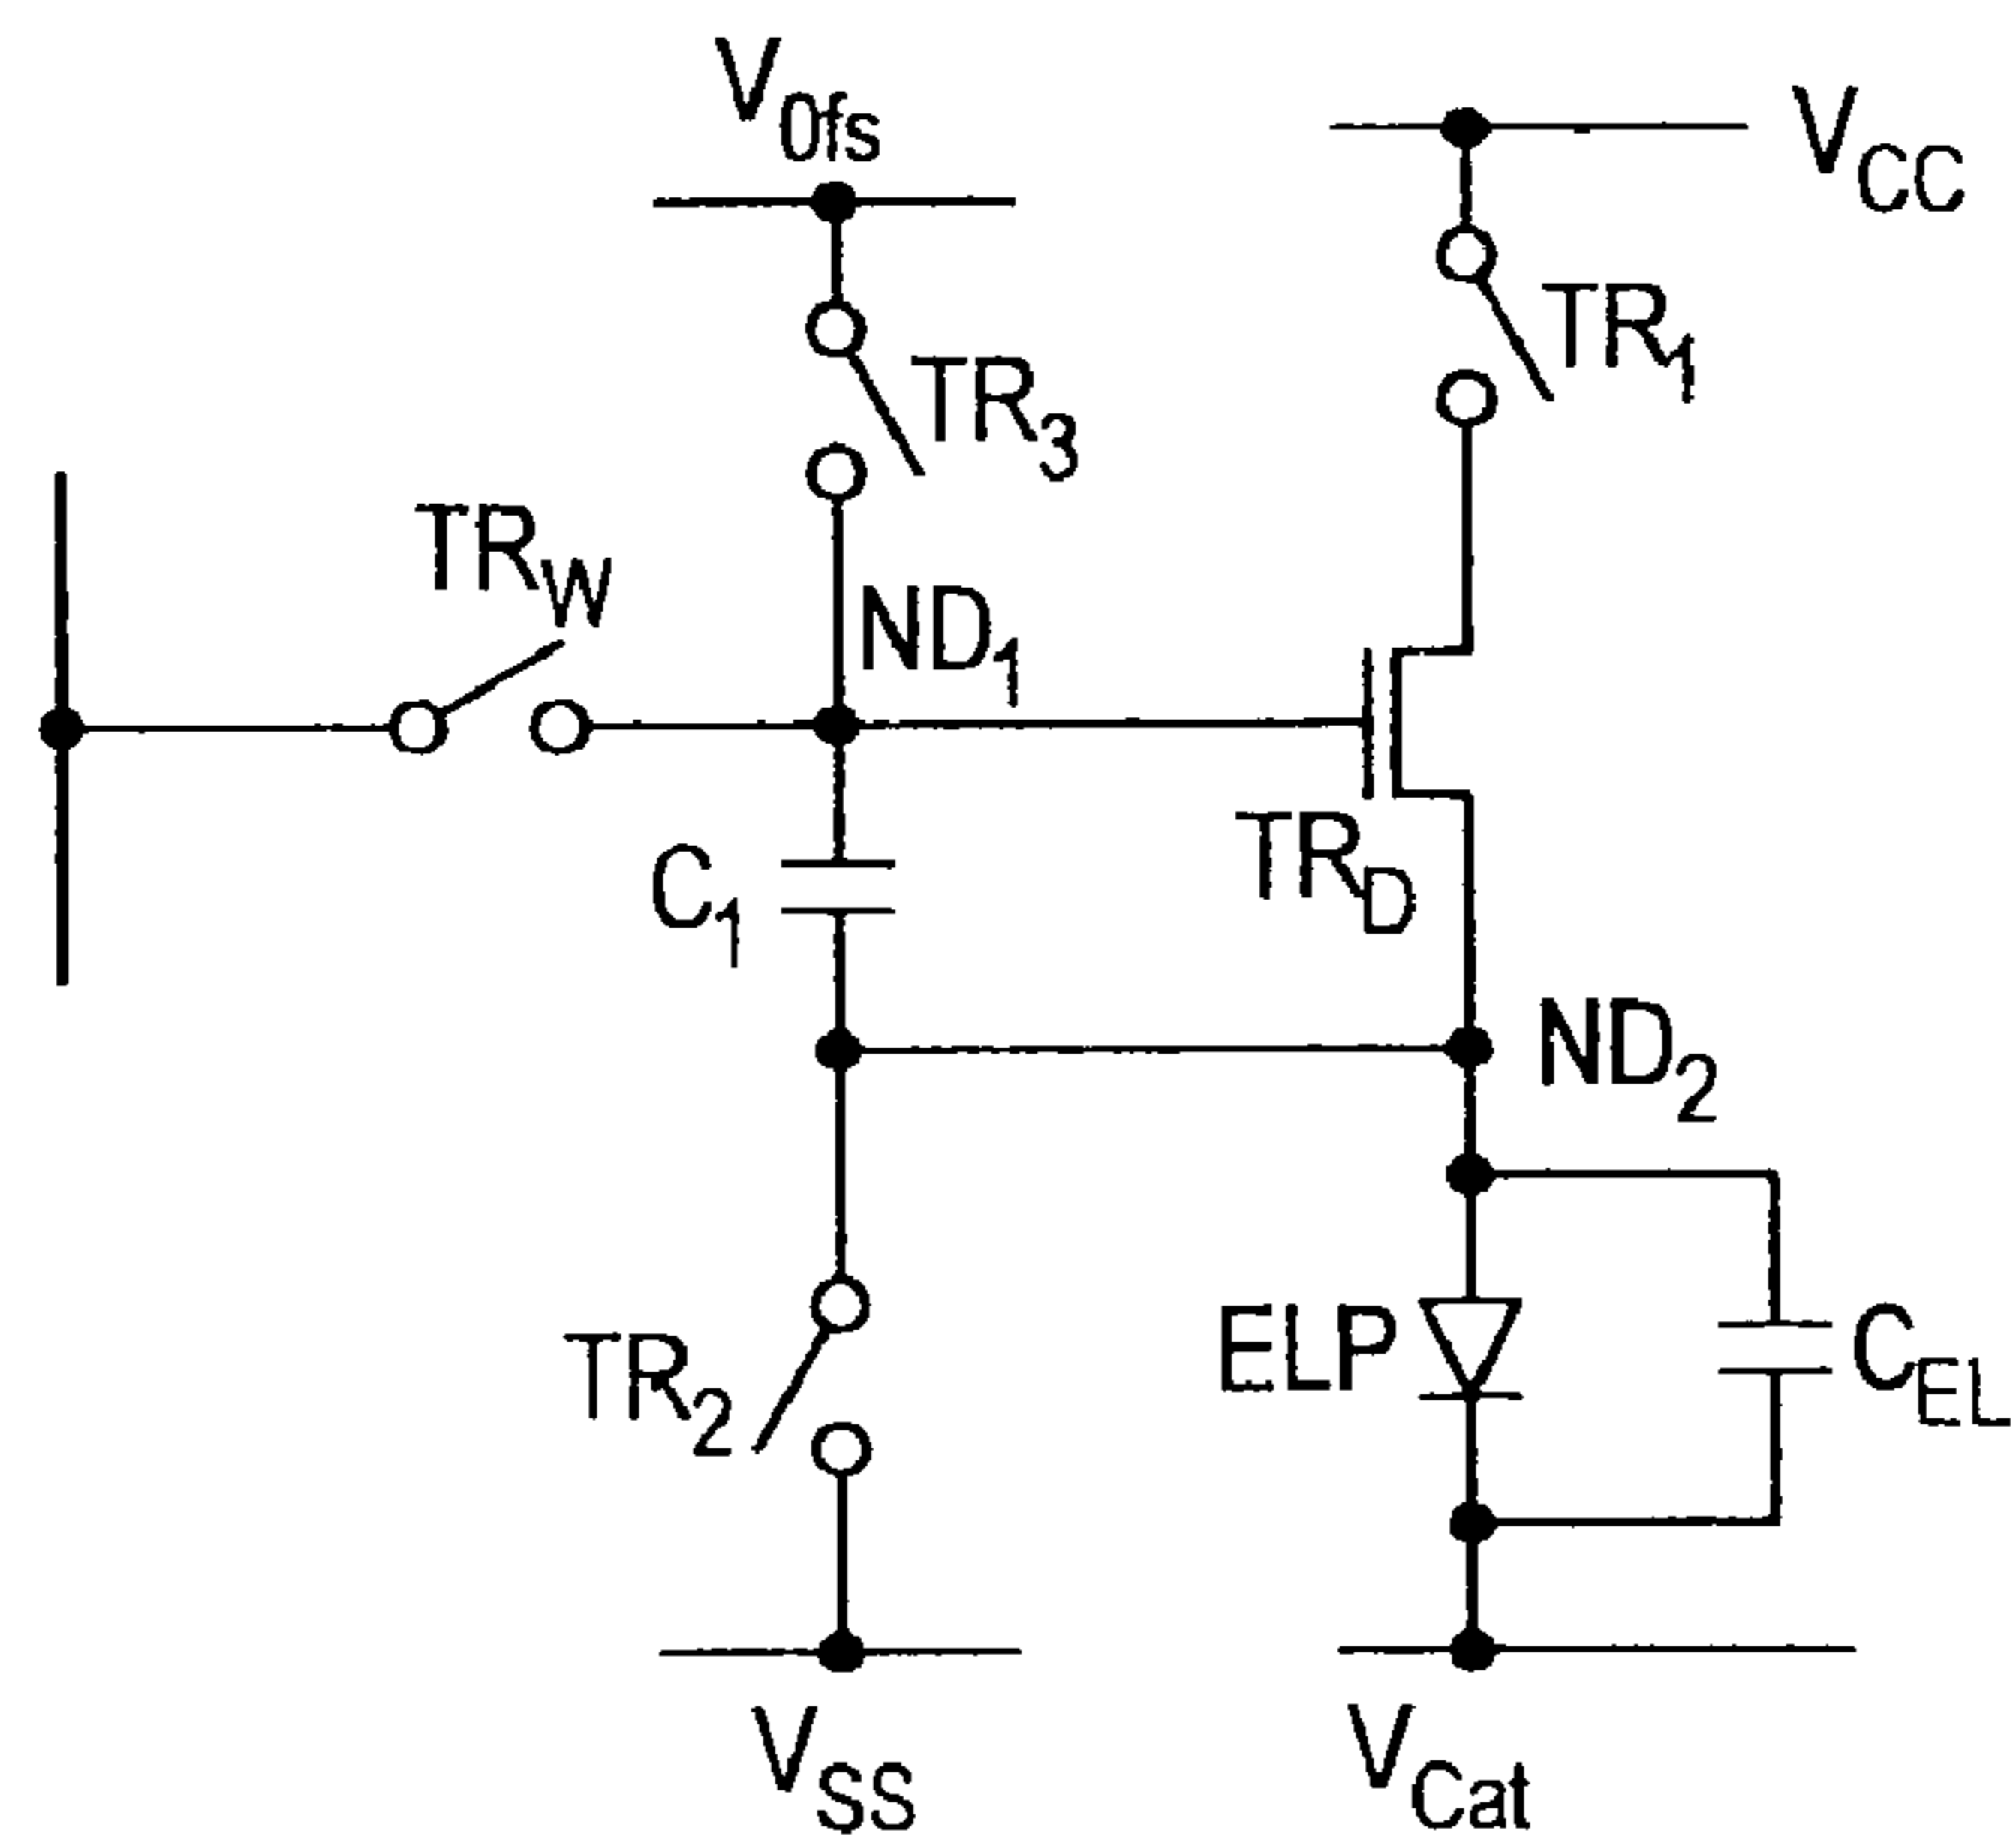 V0fs
VCC
TR1
TR3
TRW
ND1
C1
TRD
ND2
TR2
ELP
CEL
VSS
VCat